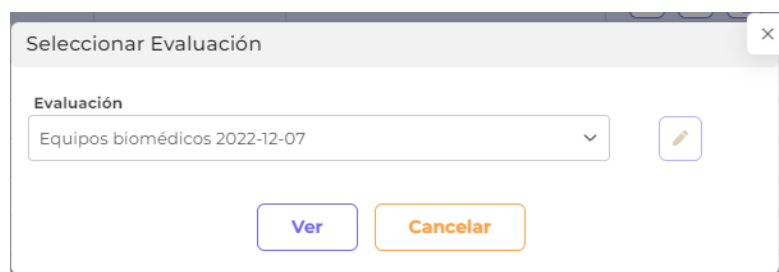 Seleccionar Evaluación
Evaluación
Equipos biomédicos 2022-12-07
Ver Cancelar